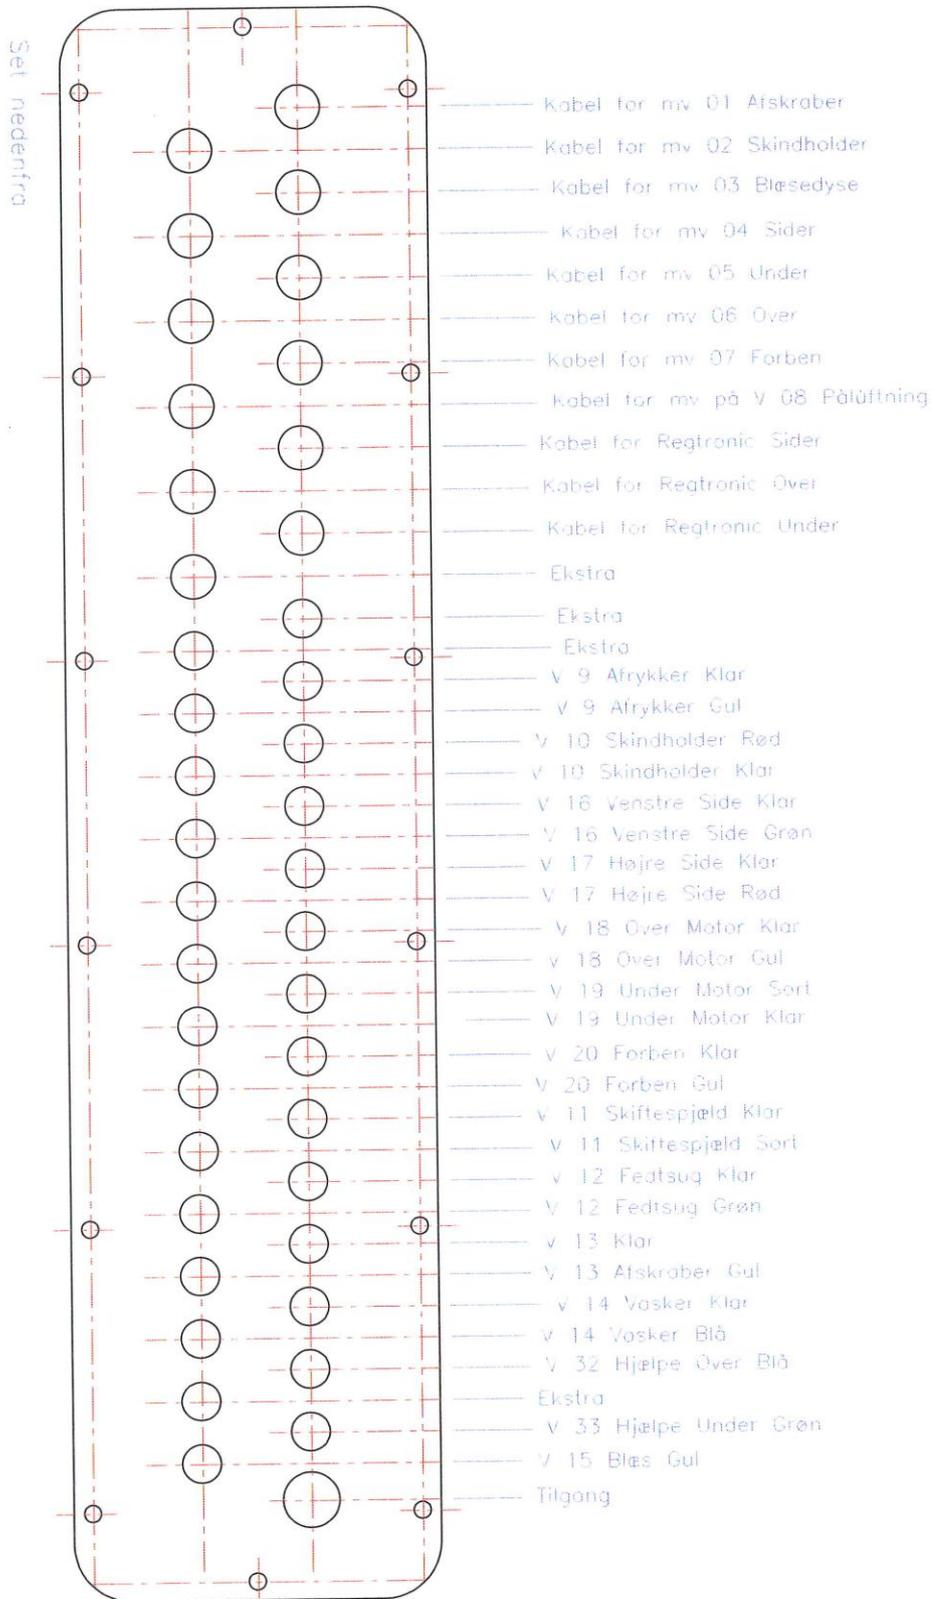 Set nedenfra
Kabel for mv 01 Afskraber
Kabel for mv 02 Skindholder
Kabel for mv 03 Blæsedyse
Kabel for mv 04 Sider
Kabel for mv 05 Under
Kabel for mv 06 Over
Kabel for mv 07 Forben
Kabel for mv på V 08 Pålùftning
Kabel for Regtronic Sider
Kabel for Regtronic Over
Kabel for Regtronic Under
Ekstra
Ekstra
Ekstra
V 9 Afrykker Klar
V 9 Afrykker Gul
V 10 Skindholder Rød
V 10 Skindholder Klar
V 16 Venstre Side Klar
V 16 Venstre Side Grøn
V 17 Højre Side Klar
V 17 Højre Side Rød
V 18 Over Motor Klar
V 18 Over Motor Gul
V 19 Under Motor Sort
V 19 Under Motor Klar
V 20 Forben Klar
V 20 Forben Gul
V 11 Skiftespjæld Klar
V 11 Skiftespjæld Sort
V 12 Fedtsug Klar
V 12 Fedtsug Grøn
V 13 Klar
V 13 Afskraber Gul
V 14 Vasker Klar
V 14 Vasker Blå
V 32 Hjælpe Over Blå
Ekstra
V 33 Hjælpe Under Grøn
V 15 Blæs Gul
Tilgang